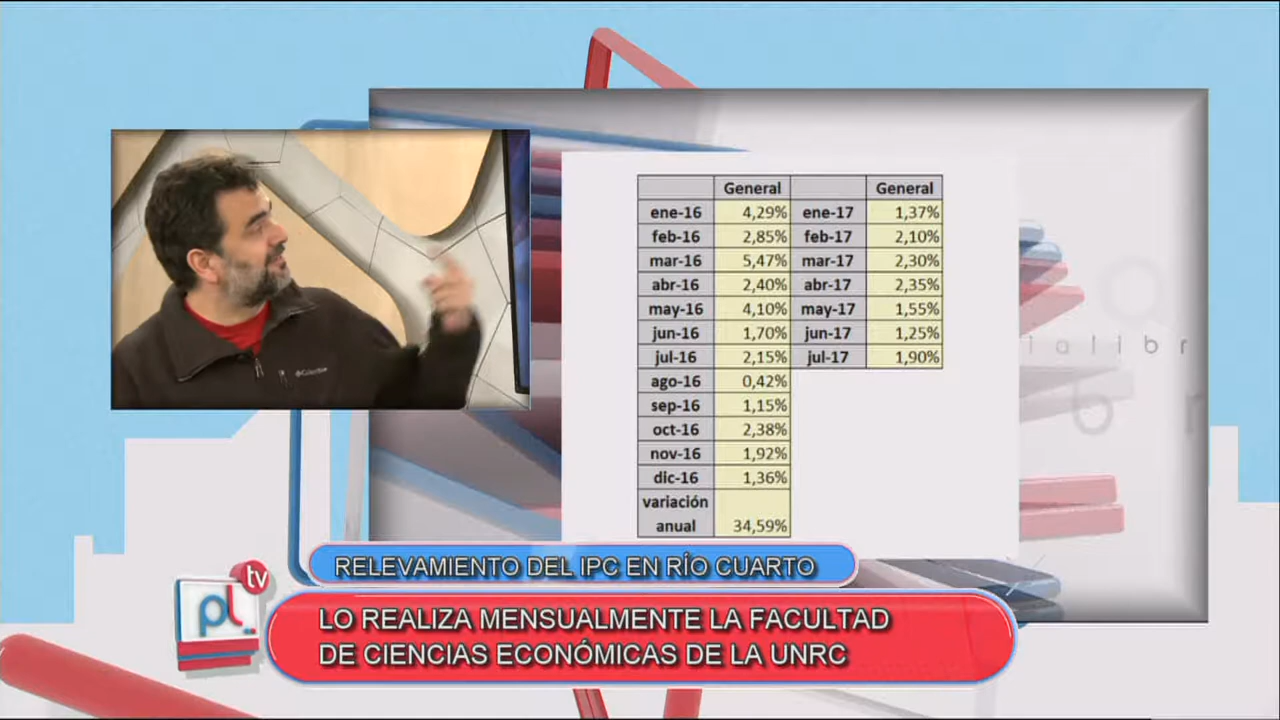 General General
ene-16 4,29% ene-17 1,37%
feb-16 2,85% feb-17 2,10%
mar-16 5,47% mar-17 2,30%
abr-16 2,40% abr-17 2,35%
may-16 4,10% may-17 1,55%
jun-16 1,70% jun-17 1,25%
jul-16 2,15% jul-17 1,90%
ago-16 0,42%
sep-16 1,15%
oct-16 2,38%
nov-16 1,92%
dic-16 1,36%
variación
anual 34,59%
Columbia
ialibr
RELEVAMIENTO DEL IPC EN RÍO CUARTO
tv
pl
LO REALIZA MENSUALMENTE LA FACULTAD
DE CIENCIAS ECONÓMICAS DE LA UNRC